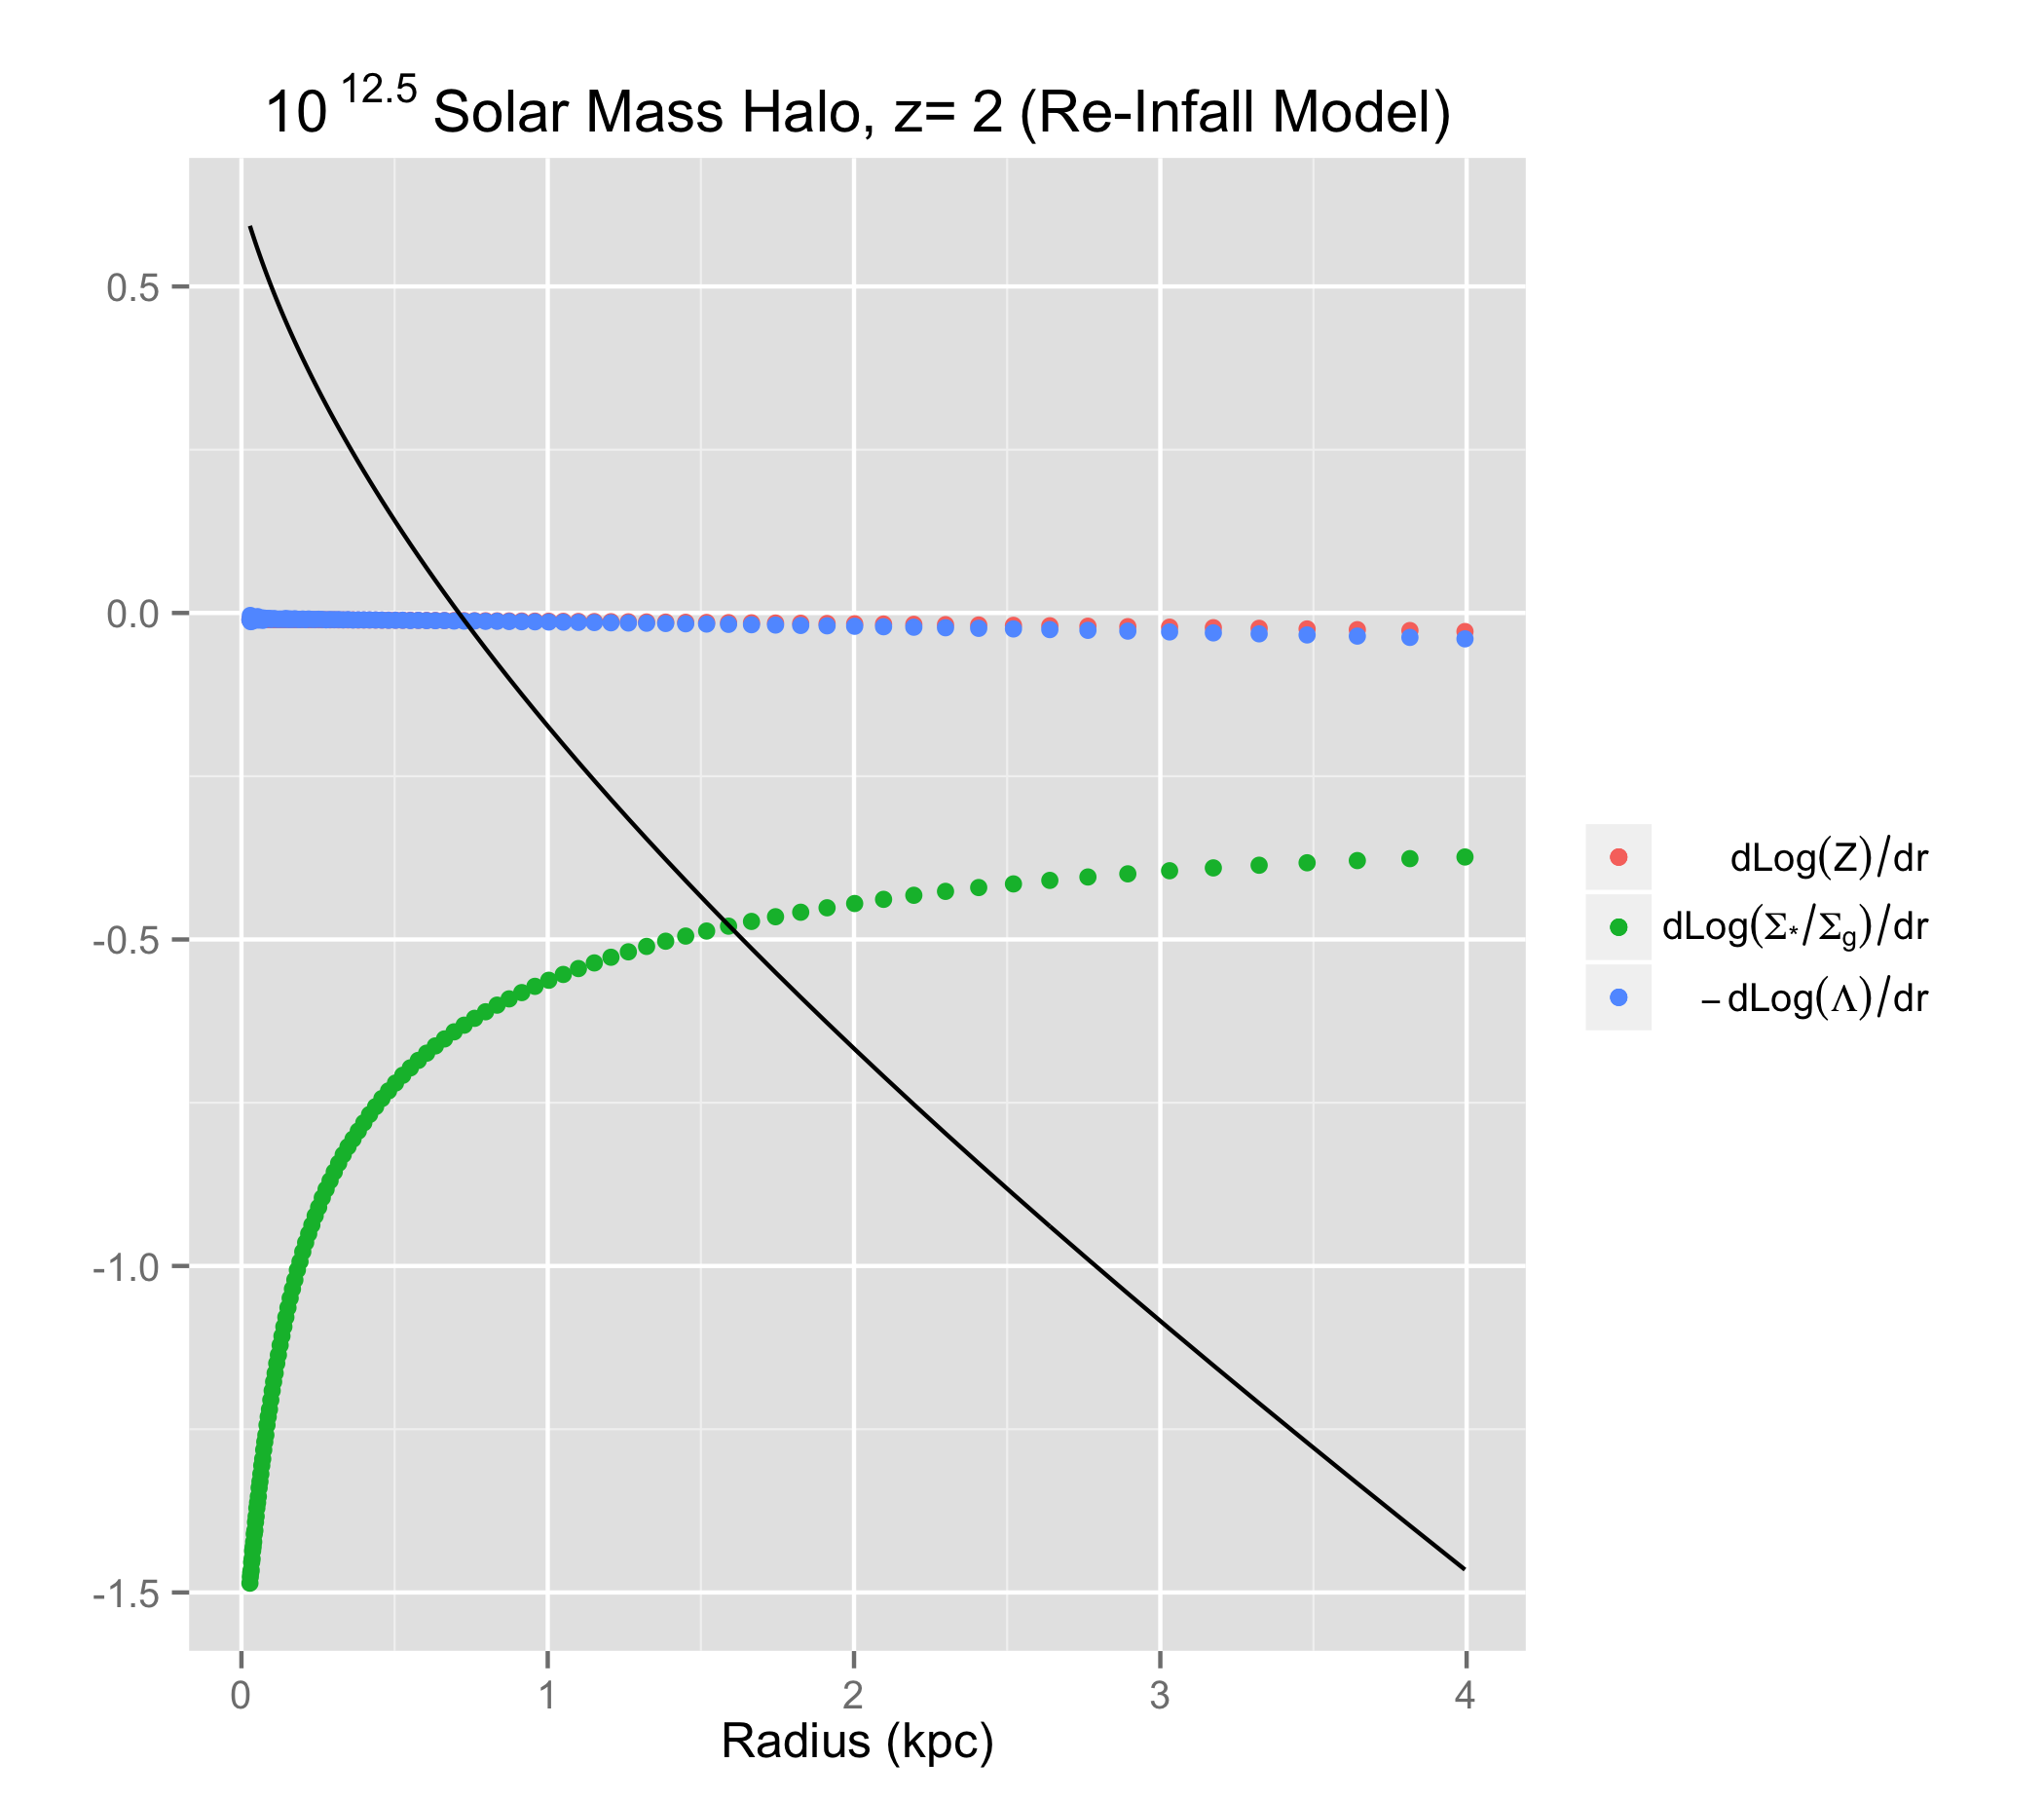 10^12.5 Solar Mass Halo, z= 2 (Re-Infall Model)
0.5
0.0
-0.5
-1.0
-1.5
0 1 2 3 4
Radius (kpc)
dLog(Z)/dr
dLog(Σ*/Σg)/dr
−dLog(Λ)/dr